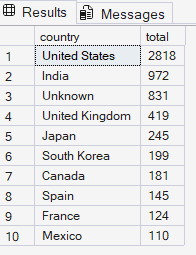 Results Messages
country total
1 United States 2818
2 India 972
3 Unknown 831
4 United Kingdom 419
5 Japan 245
6 South Korea 199
7 Canada 181
8 Spain 145
9 France 124
10 Mexico 110